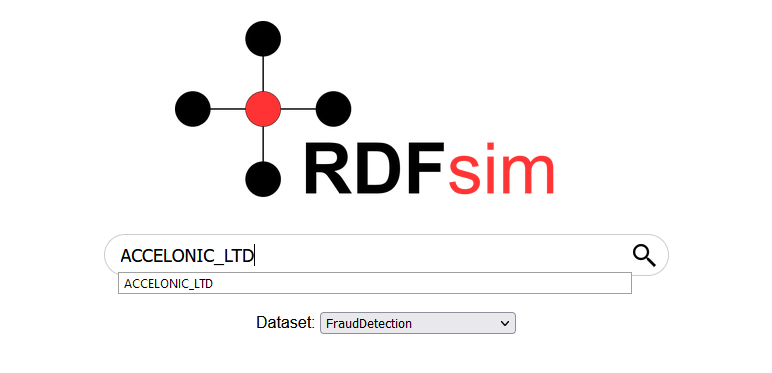 RDFsim
ACCELONIC_LTD
ACCELONIC_LTD
Dataset: FraudDetection